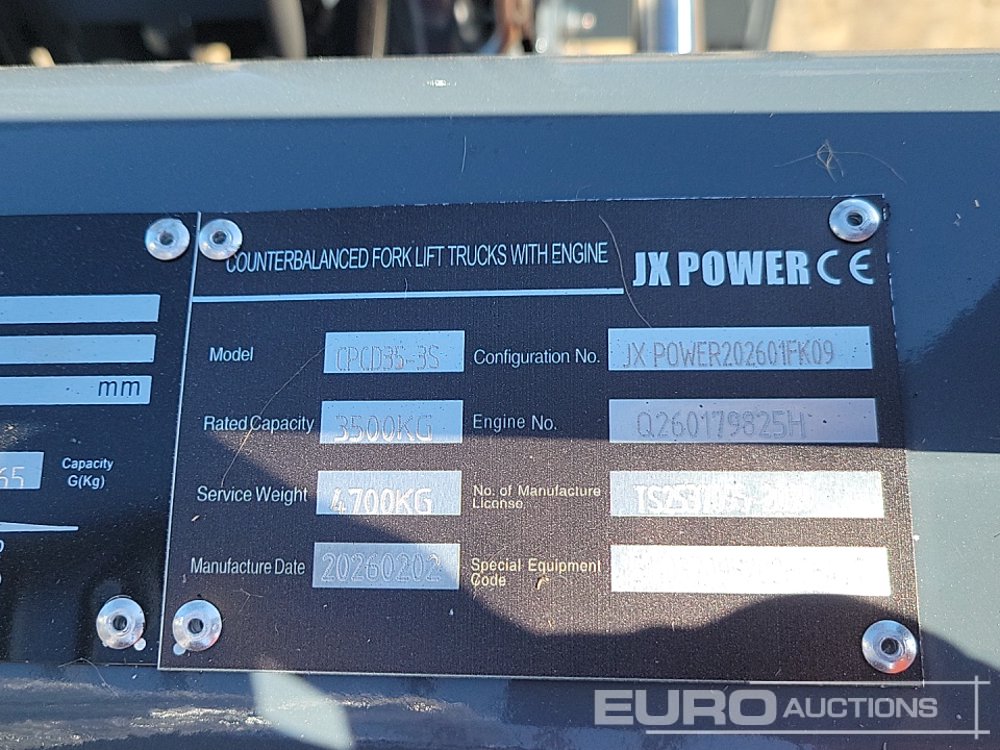 COUNTERBALANCED FORK LIFT TRUCKS WITH ENGINE
JX POWER CE
Model CPCD35-3S Configuration No. JX POWER202601FK09
Rated Capacity 3500KG Engine No. Q260179825H
Service Weight 4700KG No. of Manufacture License
Manufacture Date 20260202 Special Equipment Code
mm
65 Capacity
G(Kg)
EURO AUCTIONS